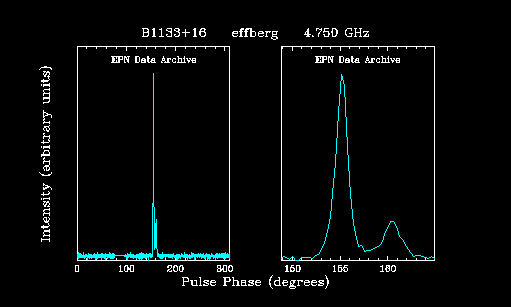 B1133+16 effberg 4.750 GHz
EPN Data Archive EPN Data Archive
Intensity (arbitrary units)
0 100 200 300 150 155 160
Pulse Phase (degrees)